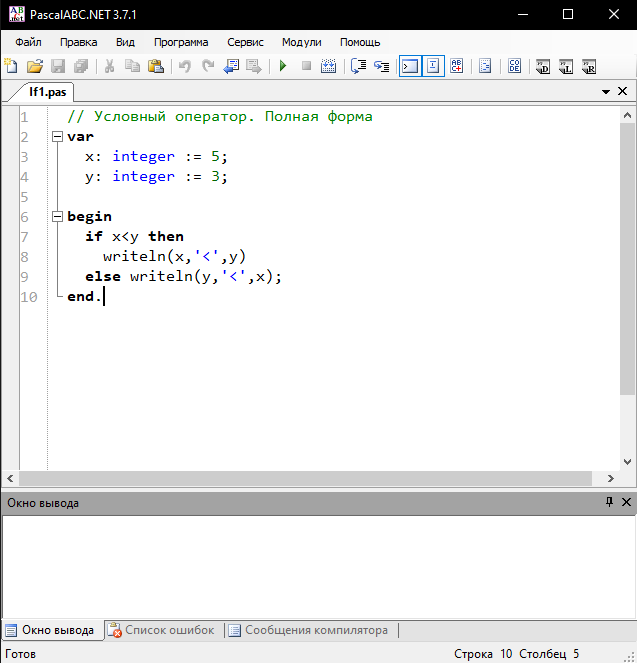 PascalABC.NET 3.7.1
Файл Правка Вид Программа Сервис Модули Помощь
If1.pas
1 // Условный оператор. Полная форма
2 var
3 x: integer := 5;
4 y: integer := 3;
5
6 begin
7 if x<y then
8 writeln(x,'<',y)
9 else writeln(y,'<',x);
10 end.
Окно вывода
Окно вывода Список ошибок Сообщения компилятора
Готов Строка 10 Столбец 5